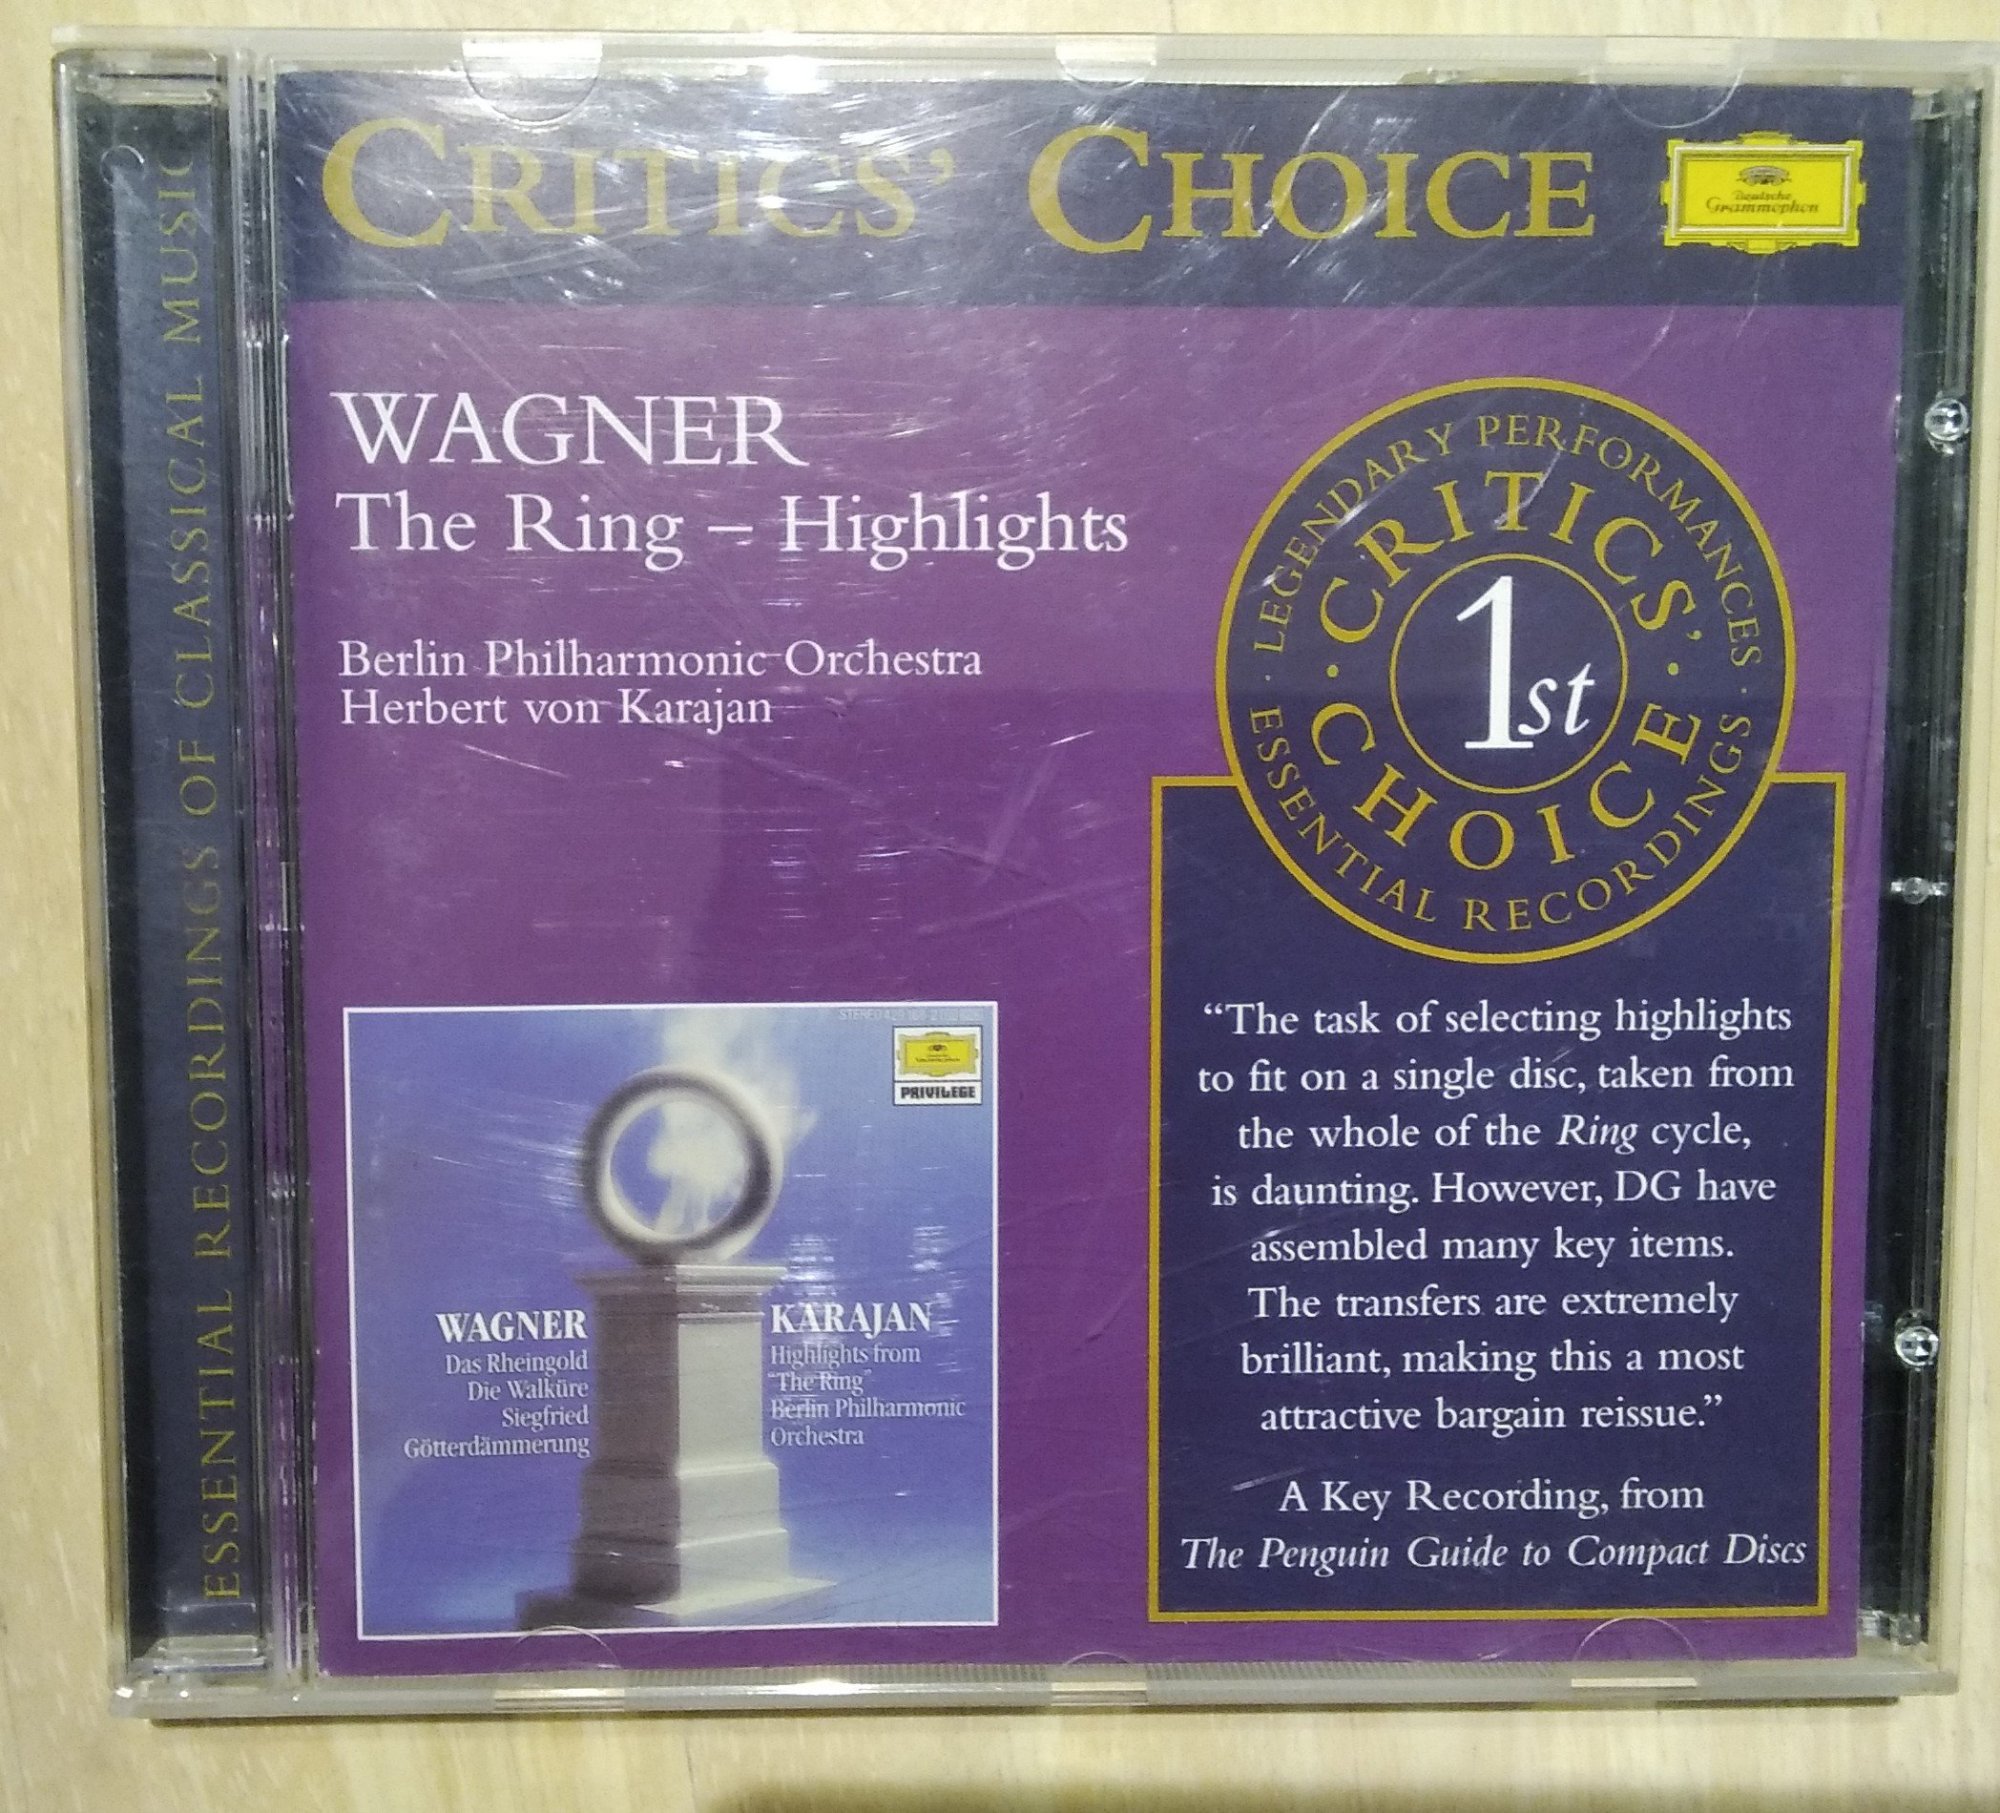 CRITICS' CHOICE
Deutsche
Grammophon
ESSENTIAL RECORDINGS OF CLASSICAL MUSIC
WAGNER
The Ring – Highlights
Berlin Philharmonic Orchestra
Herbert von Karajan
· LEGENDARY PERFORMANCES ·
ESSENTIAL RECORDINGS
· CRITICS' ·
CHOICE
1st
"The task of selecting highlights
to fit on a single disc, taken from
the whole of the Ring cycle,
is daunting. However, DG have
assembled many key items.
The transfers are extremely
brilliant, making this a most
attractive bargain reissue."
A Key Recording, from
The Penguin Guide to Compact Discs
STEREO
PRIVILEGE
WAGNER
Das Rheingold
Die Walküre
Siegfried
Götterdämmerung
KARAJAN
Highlights from
"The Ring"
Berlin Philharmonic
Orchestra